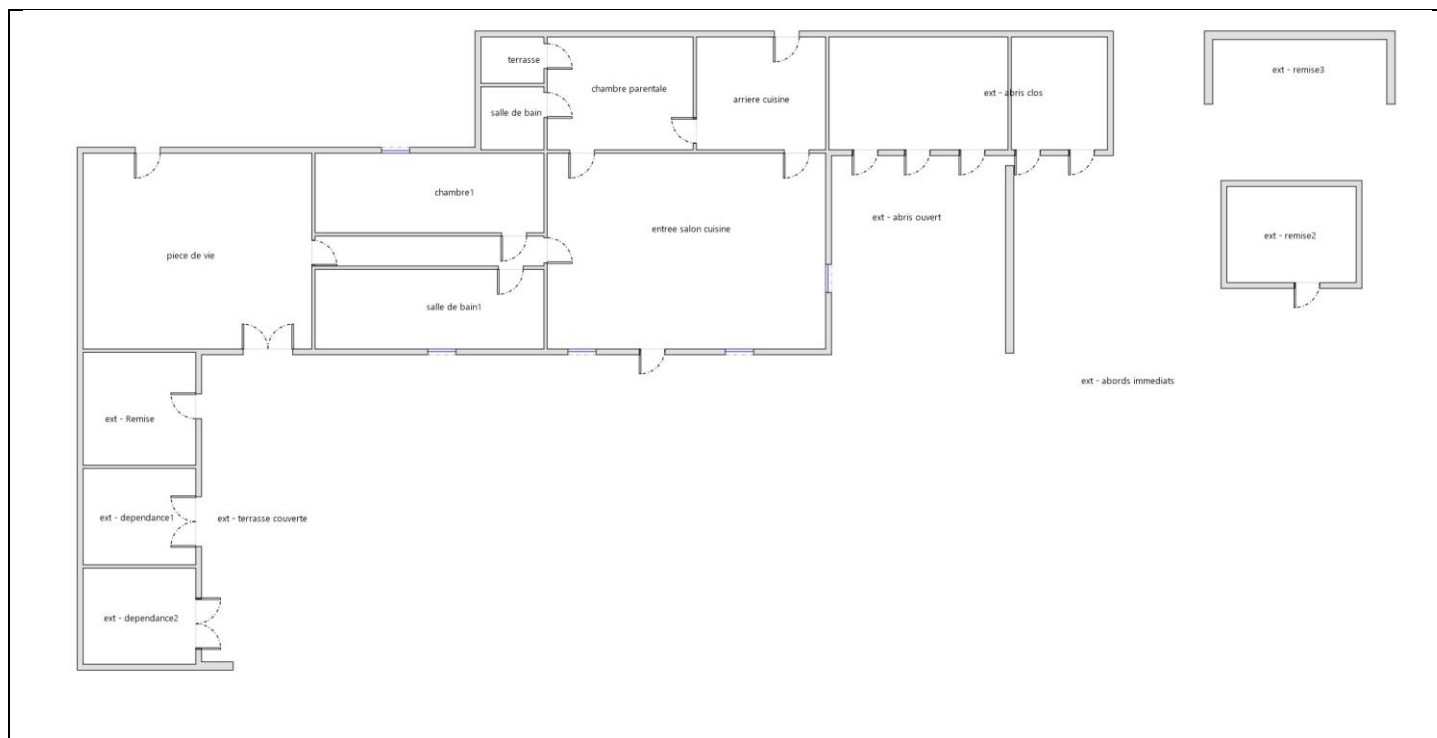 terrasse
chambre parentale
arriere cuisine
salle de bain
ext - abris clos
ext - remise3
chambre1
entree salon cuisine
ext - abris ouvert
ext - remise2
piece de vie
salle de bain1
ext - abords immediats
ext - Remise
ext - dependance1
ext - terrasse couverte
ext - dependance2